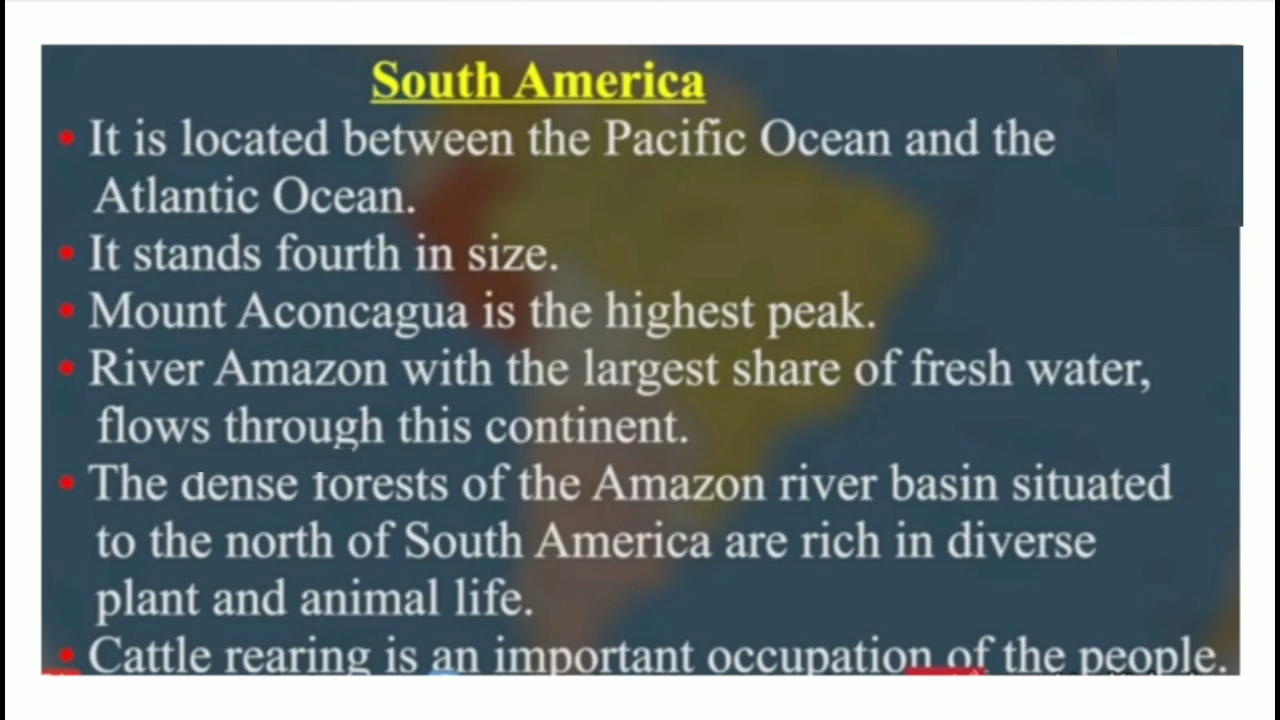 South America
• It is located between the Pacific Ocean and the
Atlantic Ocean.
• It stands fourth in size.
• Mount Aconcagua is the highest peak.
• River Amazon with the largest share of fresh water,
flows through this continent.
• The dense forests of the Amazon river basin situated
to the north of South America are rich in diverse
plant and animal life.
• Cattle rearing is an important occupation of the people.